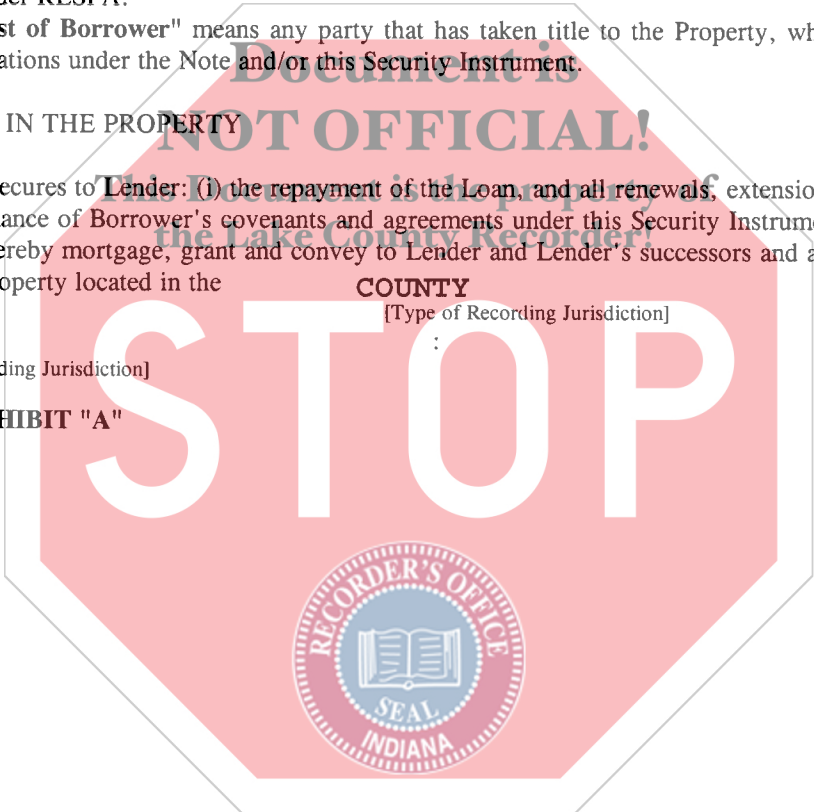 der RESPA.
st of Borrower" means any party that has taken title to the Property, wh
ations under the Note and/or this Security Instrument.
Document is
IN THE PROPERTY
NOT OFFICIAL!
ecures to Lender: (i) the repayment of the Loan, and all renewals, extensio
This Document is the property of
ance of Borrower's covenants and agreements under this Security Instrume
the Lake County Recorder!
ereby mortgage, grant and convey to Lender and Lender's successors and a
operty located in the COUNTY
[Type of Recording Jurisdiction]
:
ding Jurisdiction]
HIBIT "A"
STOP
RECORDER'S OFFICE
SEAL
INDIANA